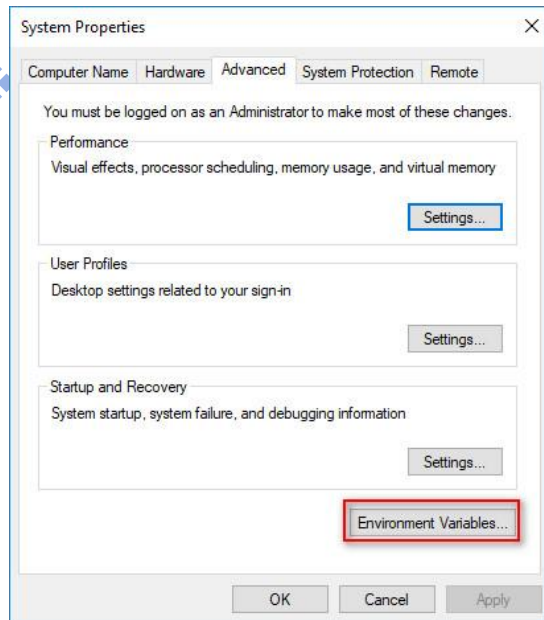 System Properties
Computer Name Hardware Advanced System Protection Remote
You must be logged on as an Administrator to make most of these changes.
Performance
Visual effects, processor scheduling, memory usage, and virtual memory
Settings...
User Profiles
Desktop settings related to your sign-in
Settings...
Startup and Recovery
System startup, system failure, and debugging information
Settings...
Environment Variables...
OK Cancel Apply